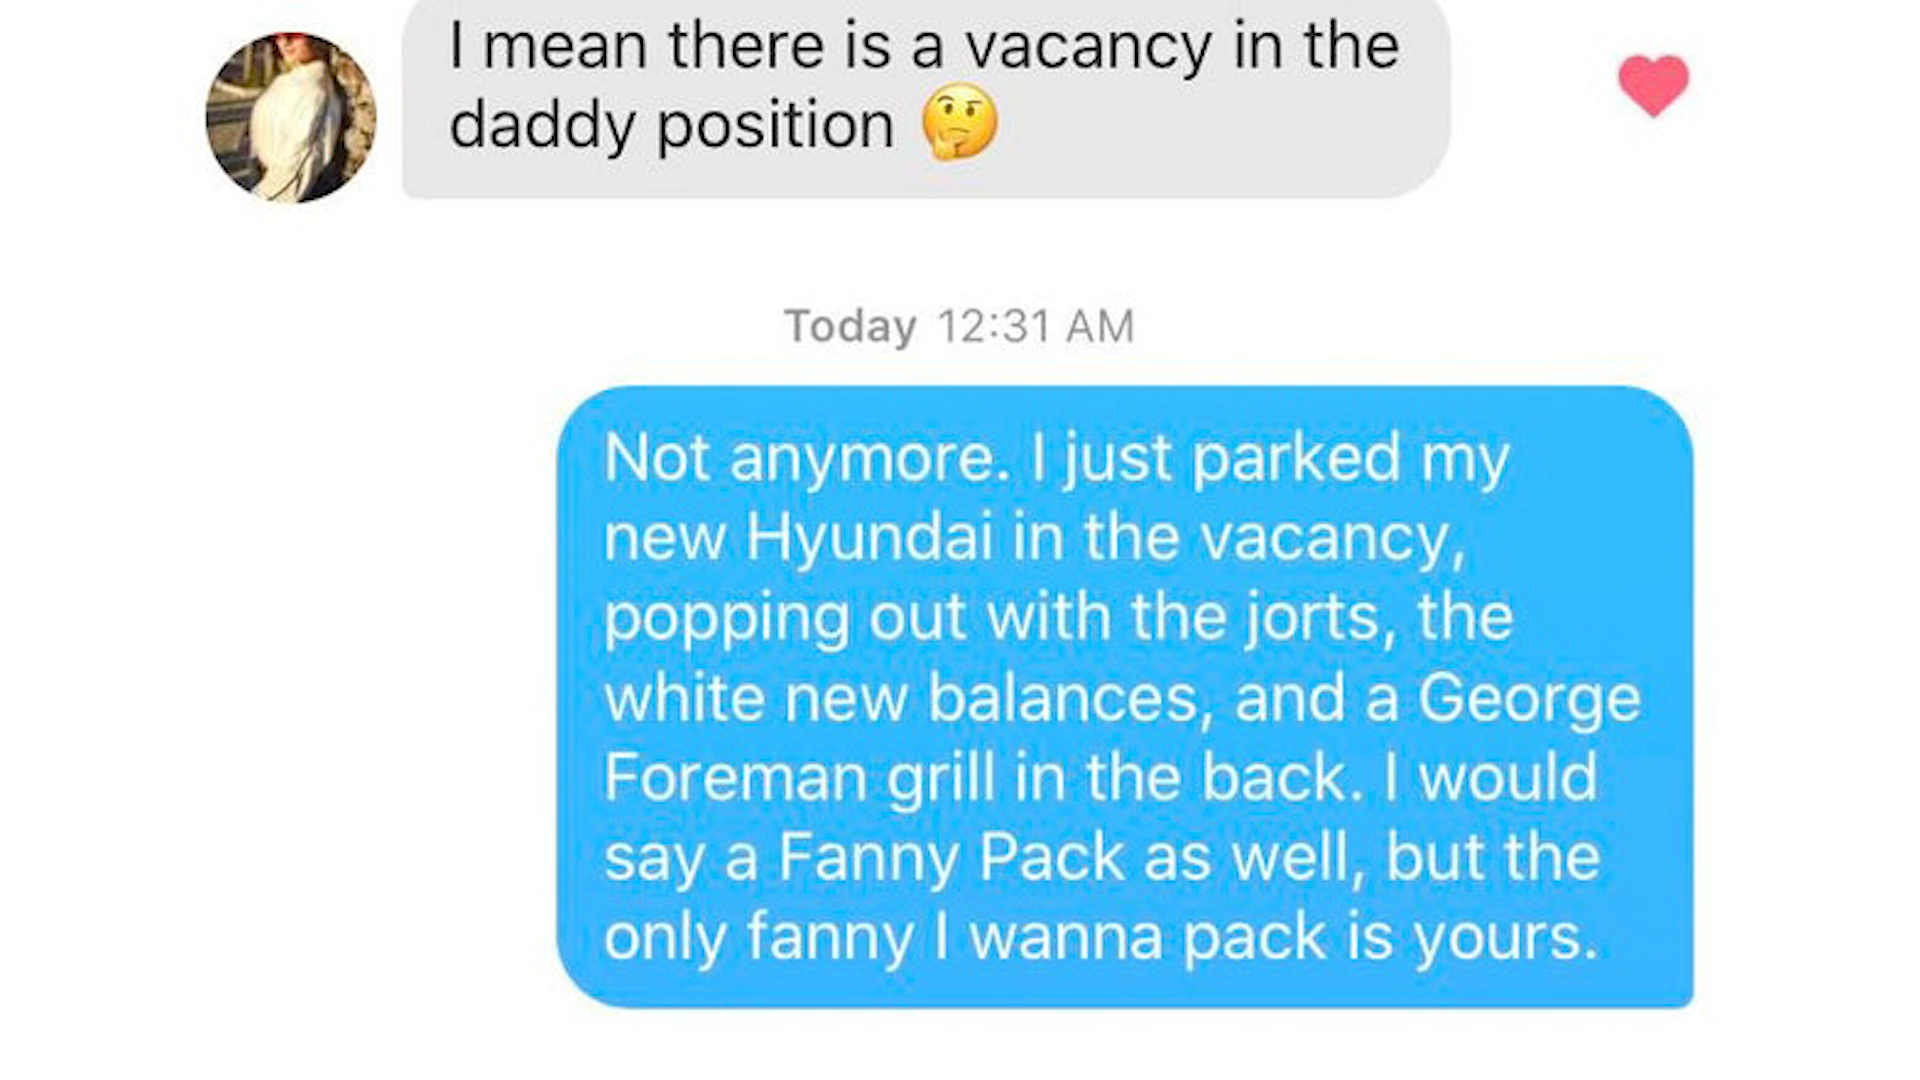 I mean there is a vacancy in the
daddy position 🤔
Today 12:31 AM
Not anymore. I just parked my
new Hyundai in the vacancy,
popping out with the jorts, the
white new balances, and a George
Foreman grill in the back. I would
say a Fanny Pack as well, but the
only fanny I wanna pack is yours.